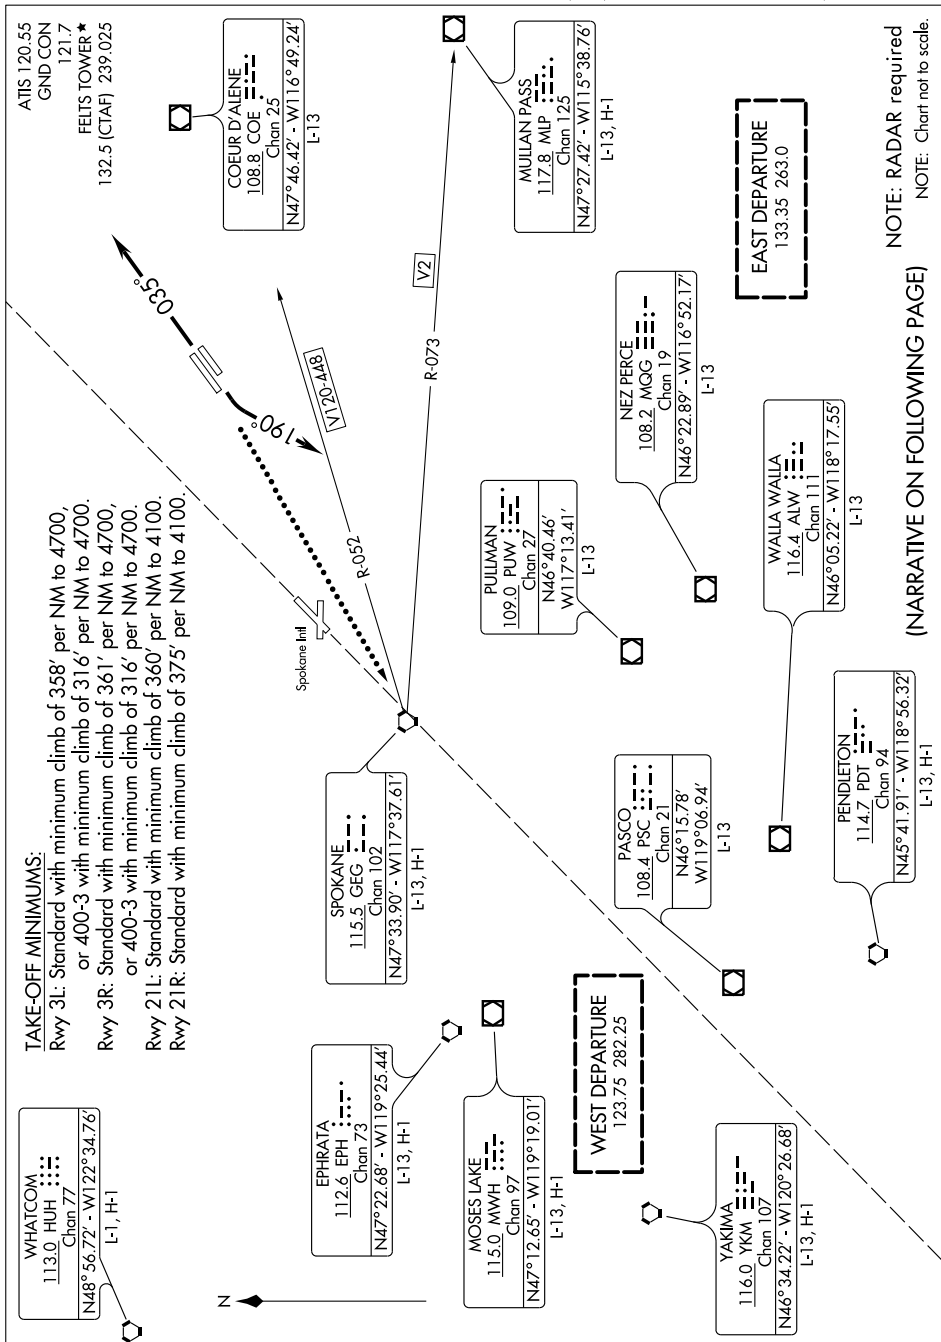 ATIS 120.55
GND CON
121.7
FELTS TOWER ★
132.5 (CTAF) 239.025
TAKE-OFF MINIMUMS:
Rwy 3L: Standard with minimum climb of 358' per NM to 4700,
or 400-3 with minimum climb of 316' per NM to 4700.
Rwy 3R: Standard with minimum climb of 361' per NM to 4700,
or 400-3 with minimum climb of 316' per NM to 4700.
Rwy 21L: Standard with minimum climb of 360' per NM to 4100.
Rwy 21R: Standard with minimum climb of 375' per NM to 4100.
WHATCOM
113.0 HUH
Chan 77
N48°56.72' - W122°34.76'
L-1, H-1
N
EPHRATA
112.6 EPH
Chan 73
N47°22.68' - W119°25.44'
L-13, H-1
MOSES LAKE
115.0 MWH
Chan 97
N47°12.65' - W119°19.01'
L-13, H-1
YAKIMA
116.0 YKM
Chan 107
N46°34.22' - W120°26.68'
L-13, H-1
WEST DEPARTURE
123.75 282.25
SPOKANE
115.5 GEG
Chan 102
N47°33.90' - W117°37.61'
L-13, H-1
Spokane Intl
035°
190°
V120-448
R-052
R-073
V2
COEUR D'ALENE
108.8 COE
Chan 25
N47°46.42' - W116°49.24'
L-13
MULLAN PASS
117.8 MLP
Chan 125
N47°27.42' - W115°38.76'
L-13, H-1
PULLMAN
109.0 PUW
Chan 27
N46°40.46'
W117°13.41'
L-13
NEZ PERCE
108.2 MQG
Chan 19
N46°22.89' - W116°52.17'
L-13
PASCO
108.4 PSC
Chan 21
N46°15.78'
W119°06.94'
L-13
WALLA WALLA
116.4 ALW
Chan 111
N46°05.22' - W118°17.55'
L-13
PENDLETON
114.7 PDT
Chan 94
N45°41.91' - W118°56.32'
L-13, H-1
EAST DEPARTURE
133.35 263.0
(NARRATIVE ON FOLLOWING PAGE)
NOTE: RADAR required
NOTE: Chart not to scale.